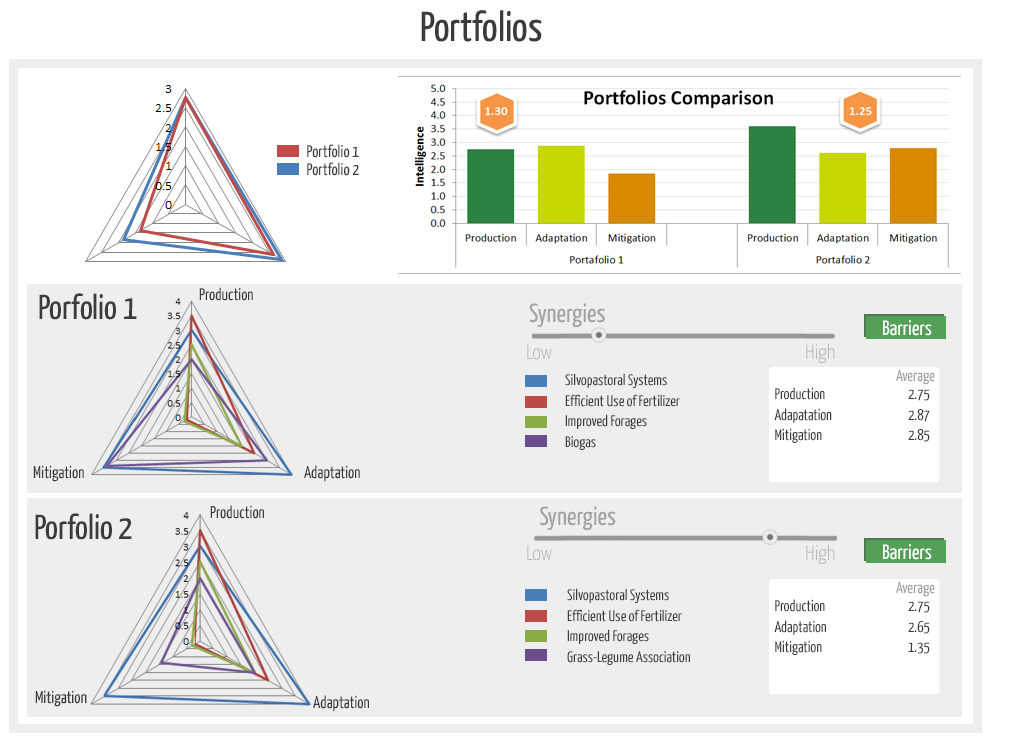 Portfolios
3
2.5
2
1.5
1
0.5
0
Portfolio 1
Portfolio 2
Portfolios Comparison
Intelligence
5.0
4.5
4.0
3.5
3.0
2.5
2.0
1.5
1.0
0.5
0.0
1.30
1.25
Production Adaptation Mitigation Production Adaptation Mitigation
Portafolio 1 Portafolio 2
Porfolio 1
Production
4
3.5
3
2.5
2
1.5
1
0.5
0
Mitigation
Adaptation
Synergies
Low High
Silvopastoral Systems
Efficient Use of Fertilizer
Improved Forages
Biogas
Barriers
Average
Production 2.75
Adapatation 2.87
Mitigation 2.85
Porfolio 2
Production
4
3.5
3
2.5
2
1.5
1
0.5
0
Mitigation
Adaptation
Synergies
Low High
Silvopastoral Systems
Efficient Use of Fertilizer
Improved Forages
Grass-Legume Association
Barriers
Average
Production 2.75
Adaptation 2.65
Mitigation 1.35